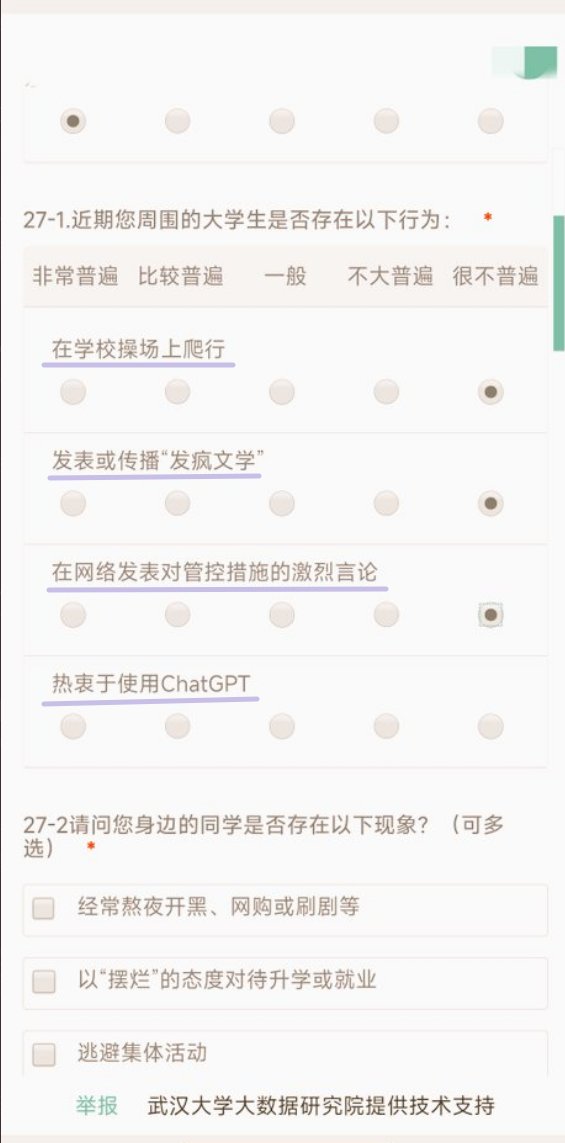 27-1.近期您周围的大学生是否存在以下行为： *
非常普遍 比较普遍 一般 不大普遍 很不普遍
在学校操场上爬行
发表或传播“发疯文学”
在网络发表对管控措施的激烈言论
热衷于使用ChatGPT
27-2请问您身边的同学是否存在以下现象？（可多
选） *
经常熬夜开黑、网购或刷剧等
以“摆烂”的态度对待升学或就业
逃避集体活动
举报 武汉大学大数据研究院提供技术支持